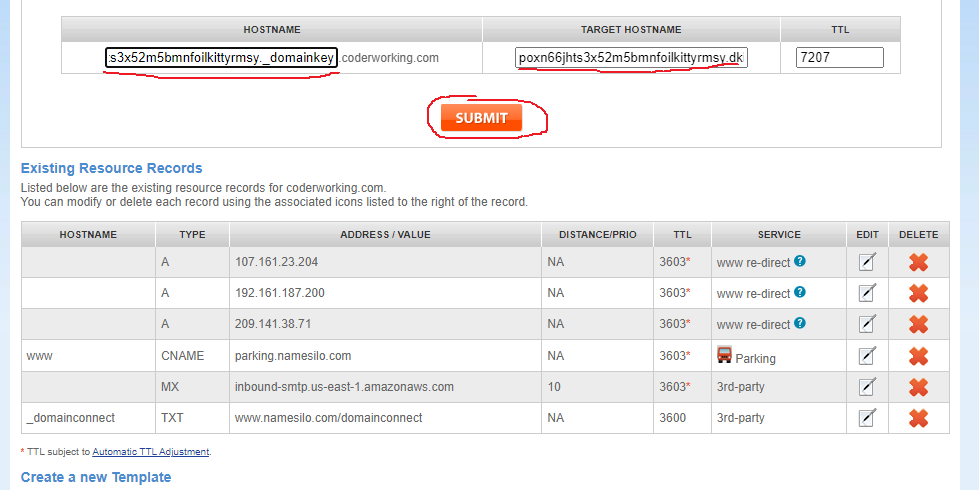 HOSTNAME TARGET HOSTNAME TTL
s3x52m5bmnfoilkittyrmsy._domainkey .coderworking.com poxn66jhts3x52m5bmnfoilkittyrmsy.dk 7207
SUBMIT
Existing Resource Records
Listed below are the existing resource records for coderworking.com.
You can modify or delete each record using the associated icons listed to the right of the record.
HOSTNAME TYPE ADDRESS / VALUE DISTANCE/PRIO TTL SERVICE EDIT DELETE
A 107.161.23.204 NA 3603* www re-direct ?
A 192.161.187.200 NA 3603* www re-direct ?
A 209.141.38.71 NA 3603* www re-direct ?
www CNAME parking.namesilo.com NA 3603* Parking
MX inbound-smtp.us-east-1.amazonaws.com 10 3603* 3rd-party
_domainconnect TXT www.namesilo.com/domainconnect NA 3600 3rd-party
* TTL subject to Automatic TTL Adjustment.
Create a new Template